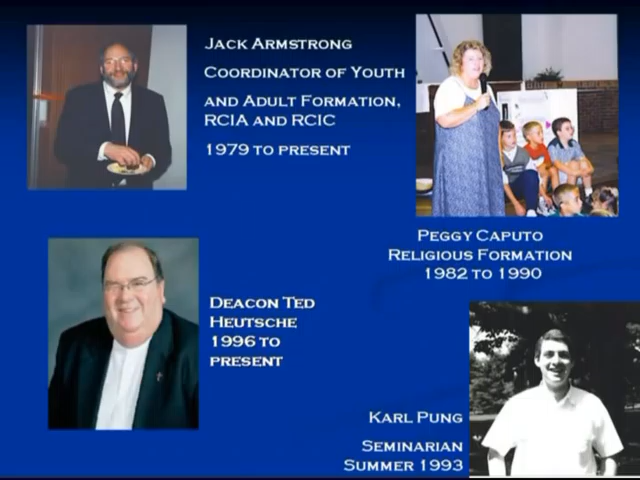 Jack Armstrong
Coordinator of Youth
and Adult Formation,
RCIA and RCIC
1979 to present
Peggy Caputo
Religious Formation
1982 to 1990
Deacon Ted
Heutsche
1996 to
present
Karl Pung
Seminarian
Summer 1993